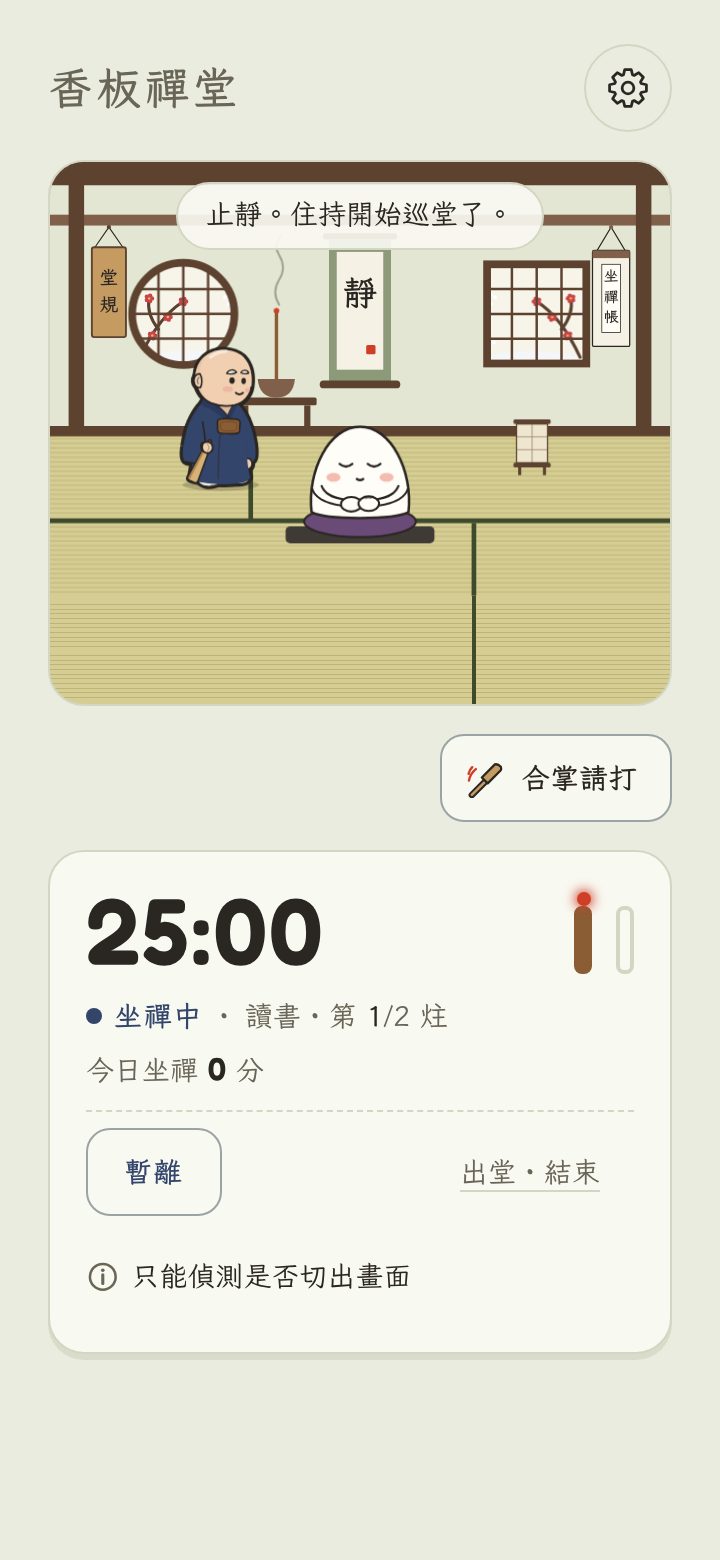 香板禪堂
止靜。住持開始巡堂了。
堂規
靜
坐禪帳
合掌請打
25:00
坐禪中 · 讀書·第 1/2 炷
今日坐禪 0 分
暫離
出堂·結束
只能偵測是否切出畫面